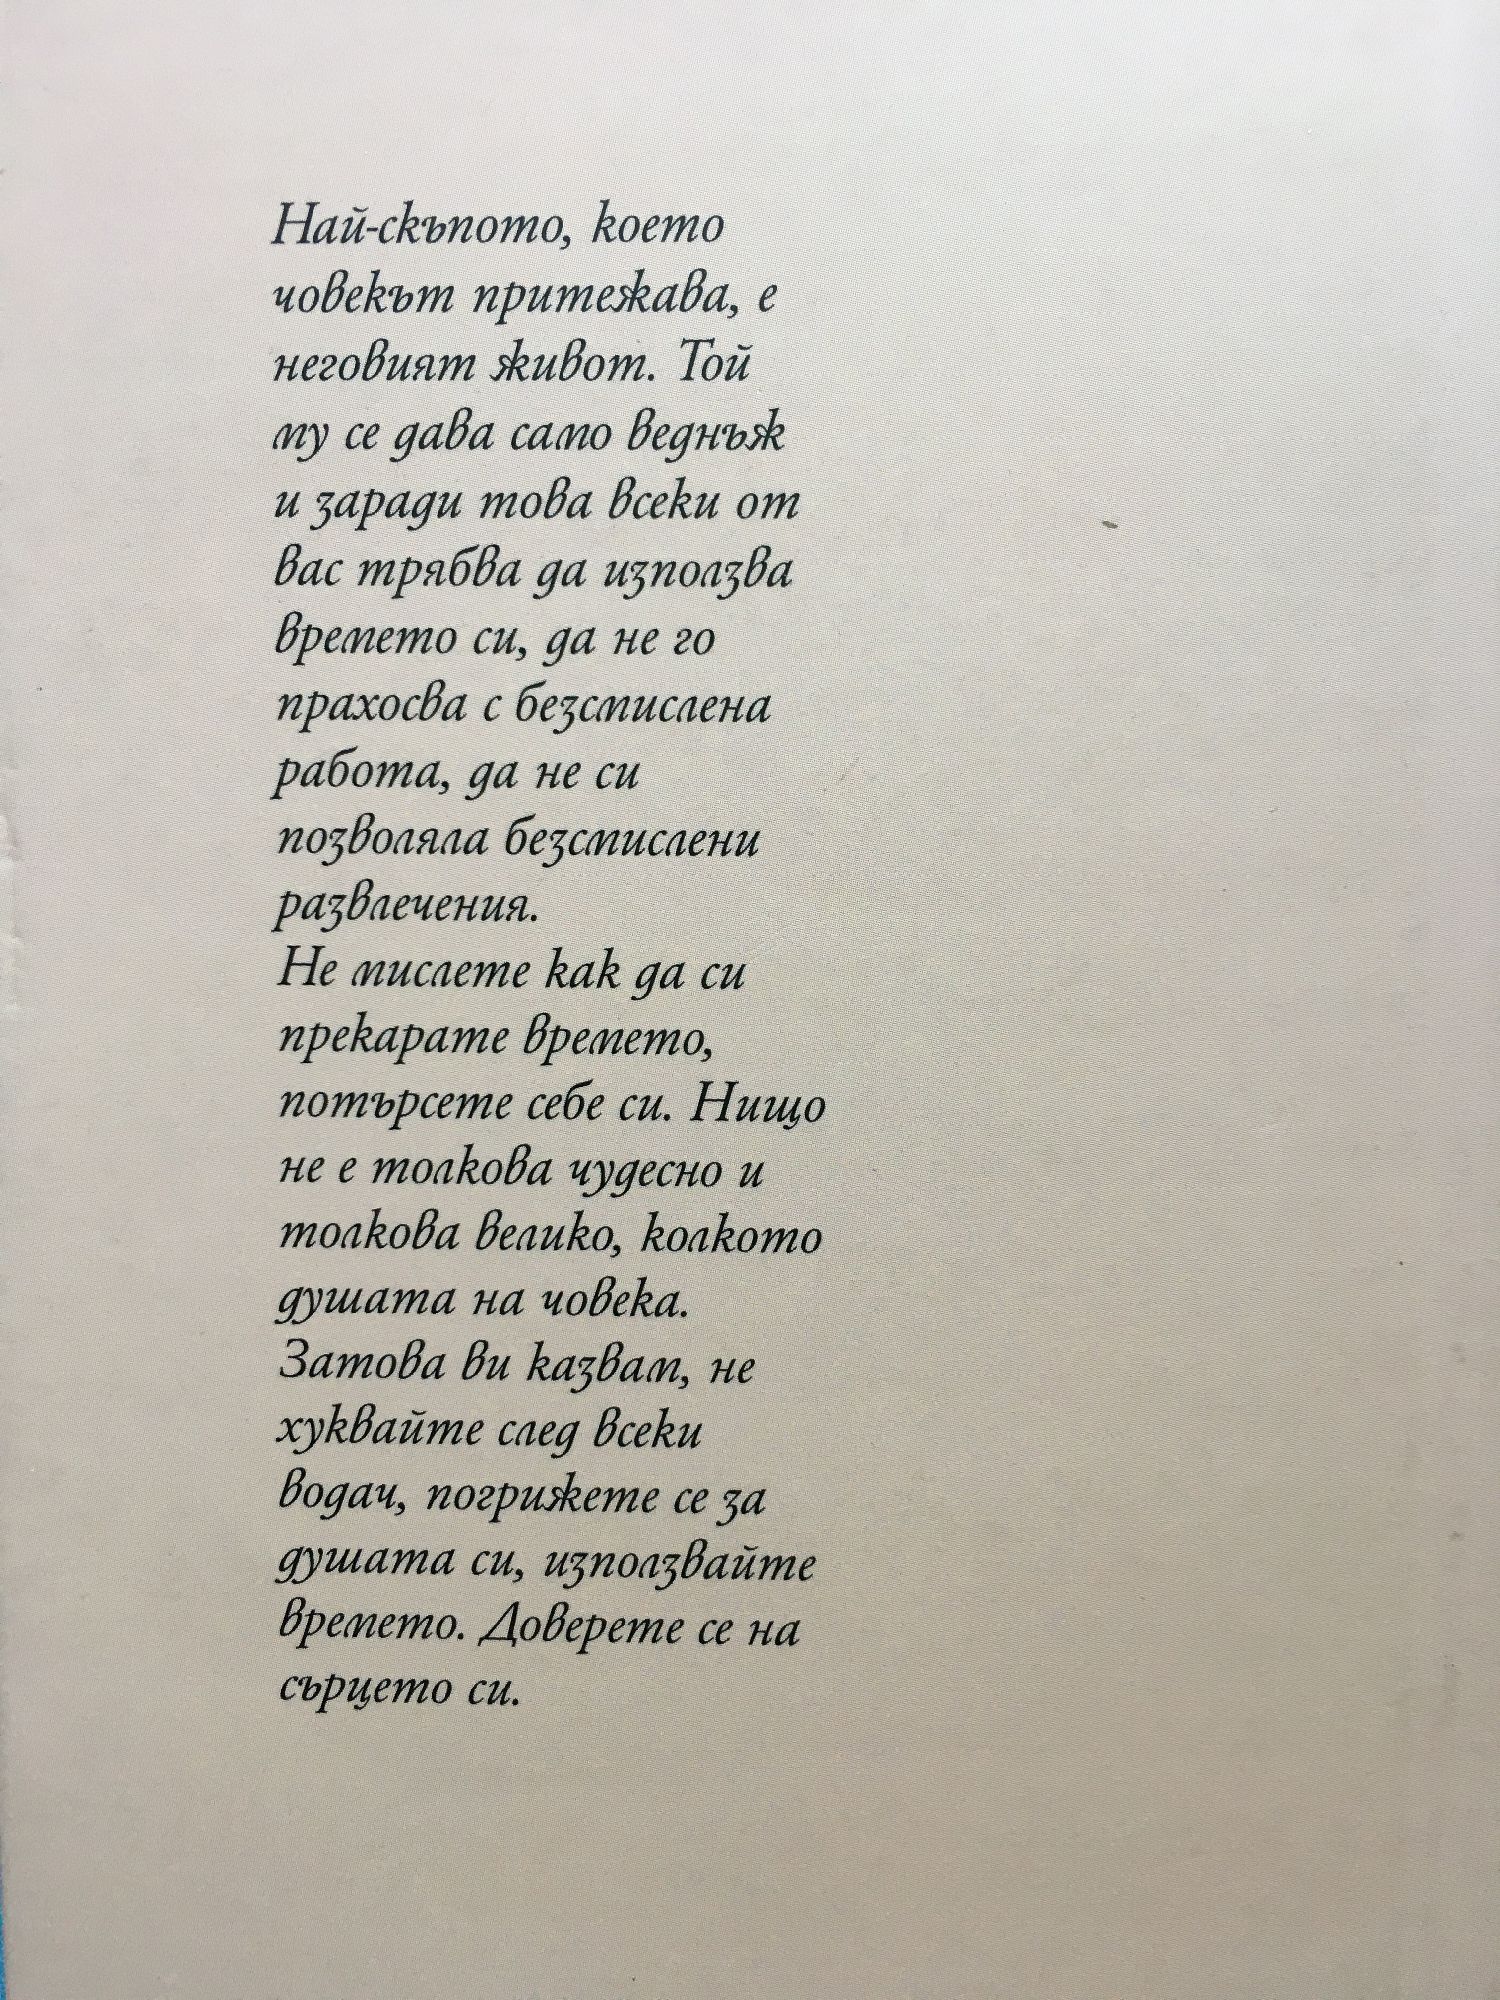 Най-скъпото, което
човекът притежава, е
неговият живот. Той
му се дава само веднъж
и заради това всеки от
вас трябва да използва
времето си, да не го
прахосва с безсмислена
работа, да не си
позволяла безсмислени
развлечения.
Не мислете как да си
прекарате времето,
потърсете себе си. Нищо
не е толкова чудесно и
толкова велико, колкото
душата на човека.
Затова ви казвам, не
хуквайте след всеки
водач, погрижете се за
душата си, използвайте
времето. Доверете се на
сърцето си.